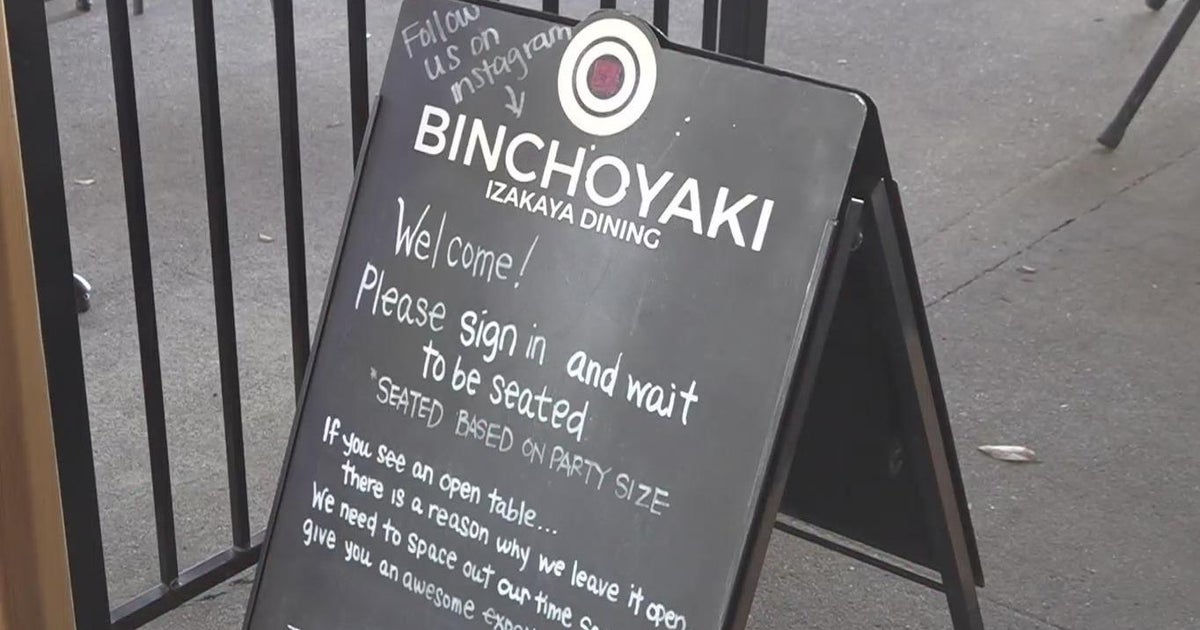 Follow
us on
instagram
BINCHOYAKI
IZAKAYA DINING
Welcome!
Please sign in and wait
to be seated
*SEATED BASED ON PARTY SIZE
If you see an open table...
there is a reason why we leave it open
We need to space out our time
give you an awesome